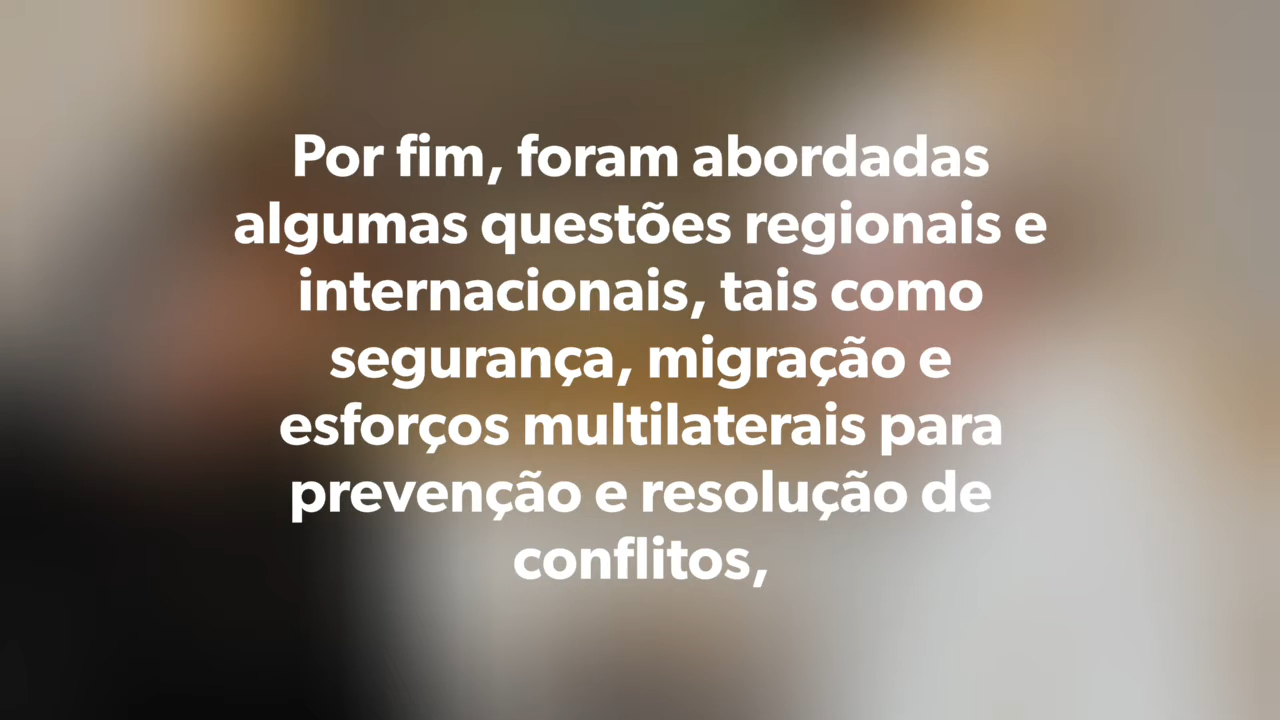 Por fim, foram abordadas
algumas questões regionais e
internacionais, tais como
segurança, migração e
esforços multilaterais para
prevenção e resolução de
conflitos,